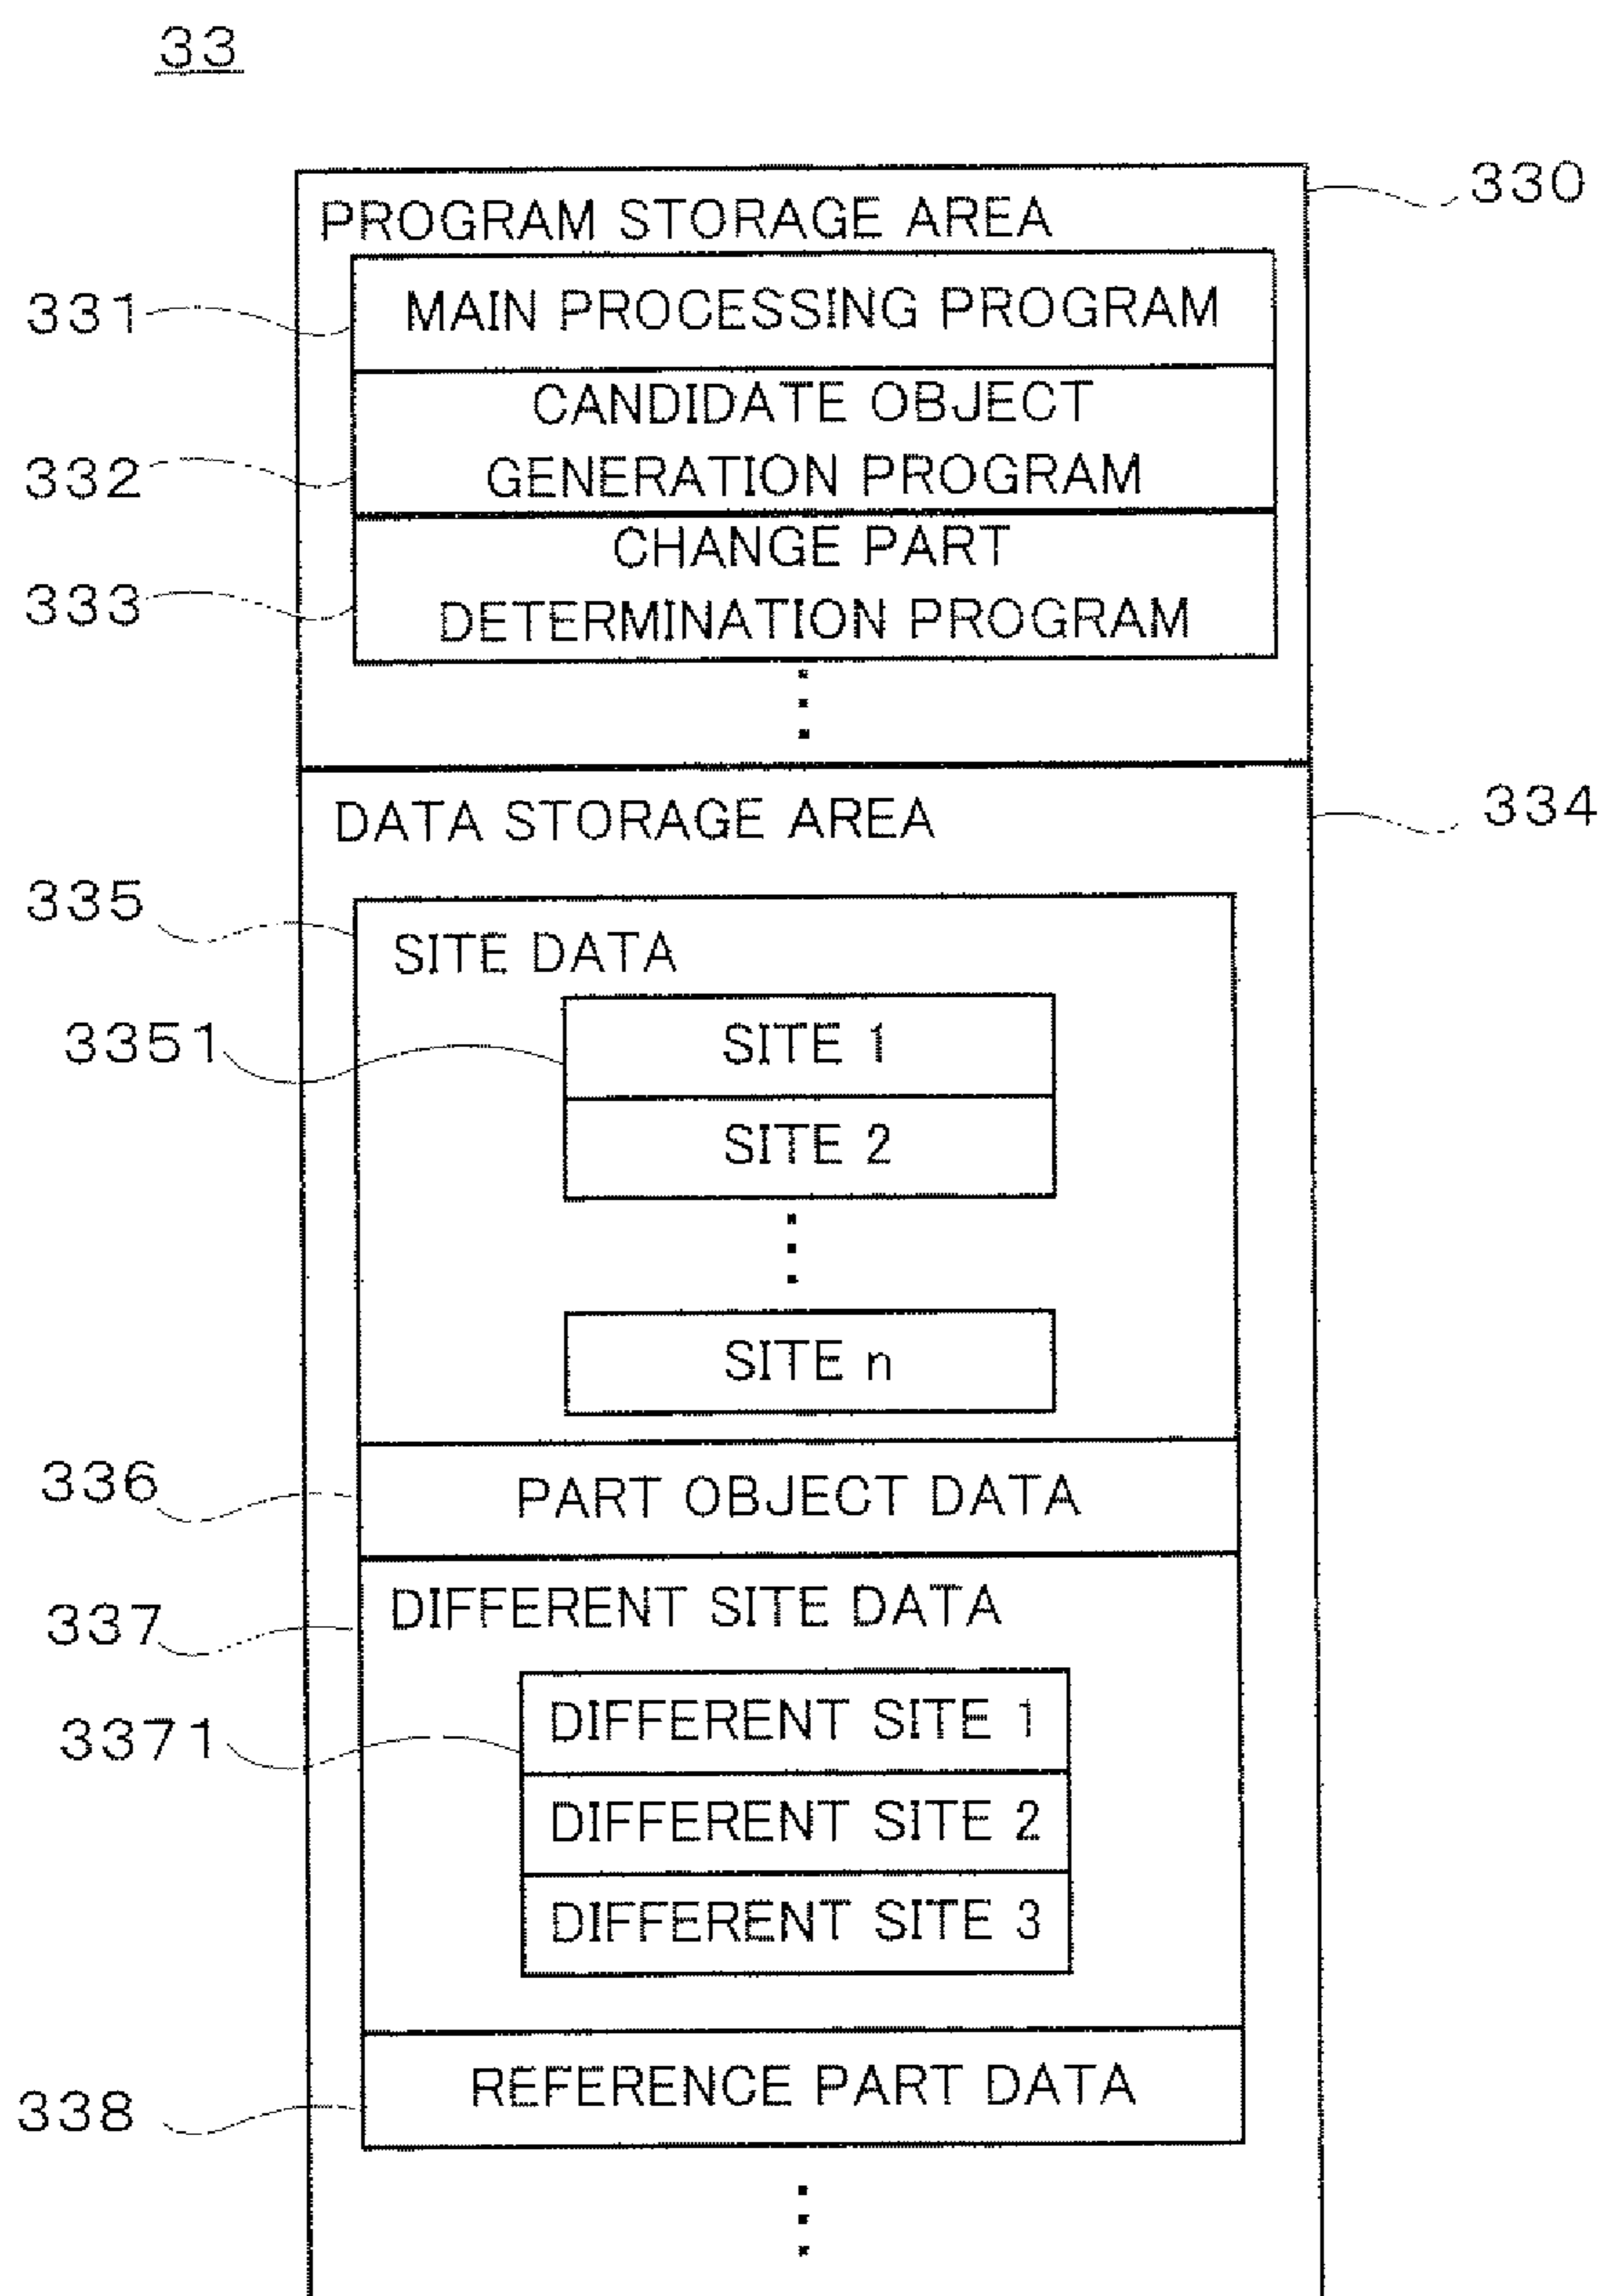 33
330
PROGRAM STORAGE AREA
331
MAIN PROCESSING PROGRAM
332
CANDIDATE OBJECT
GENERATION PROGRAM
333
CHANGE PART
DETERMINATION PROGRAM
334
DATA STORAGE AREA
335
SITE DATA
3351
SITE 1
SITE 2
SITE n
336
PART OBJECT DATA
337
DIFFERENT SITE DATA
3371
DIFFERENT SITE 1
DIFFERENT SITE 2
DIFFERENT SITE 3
338
REFERENCE PART DATA